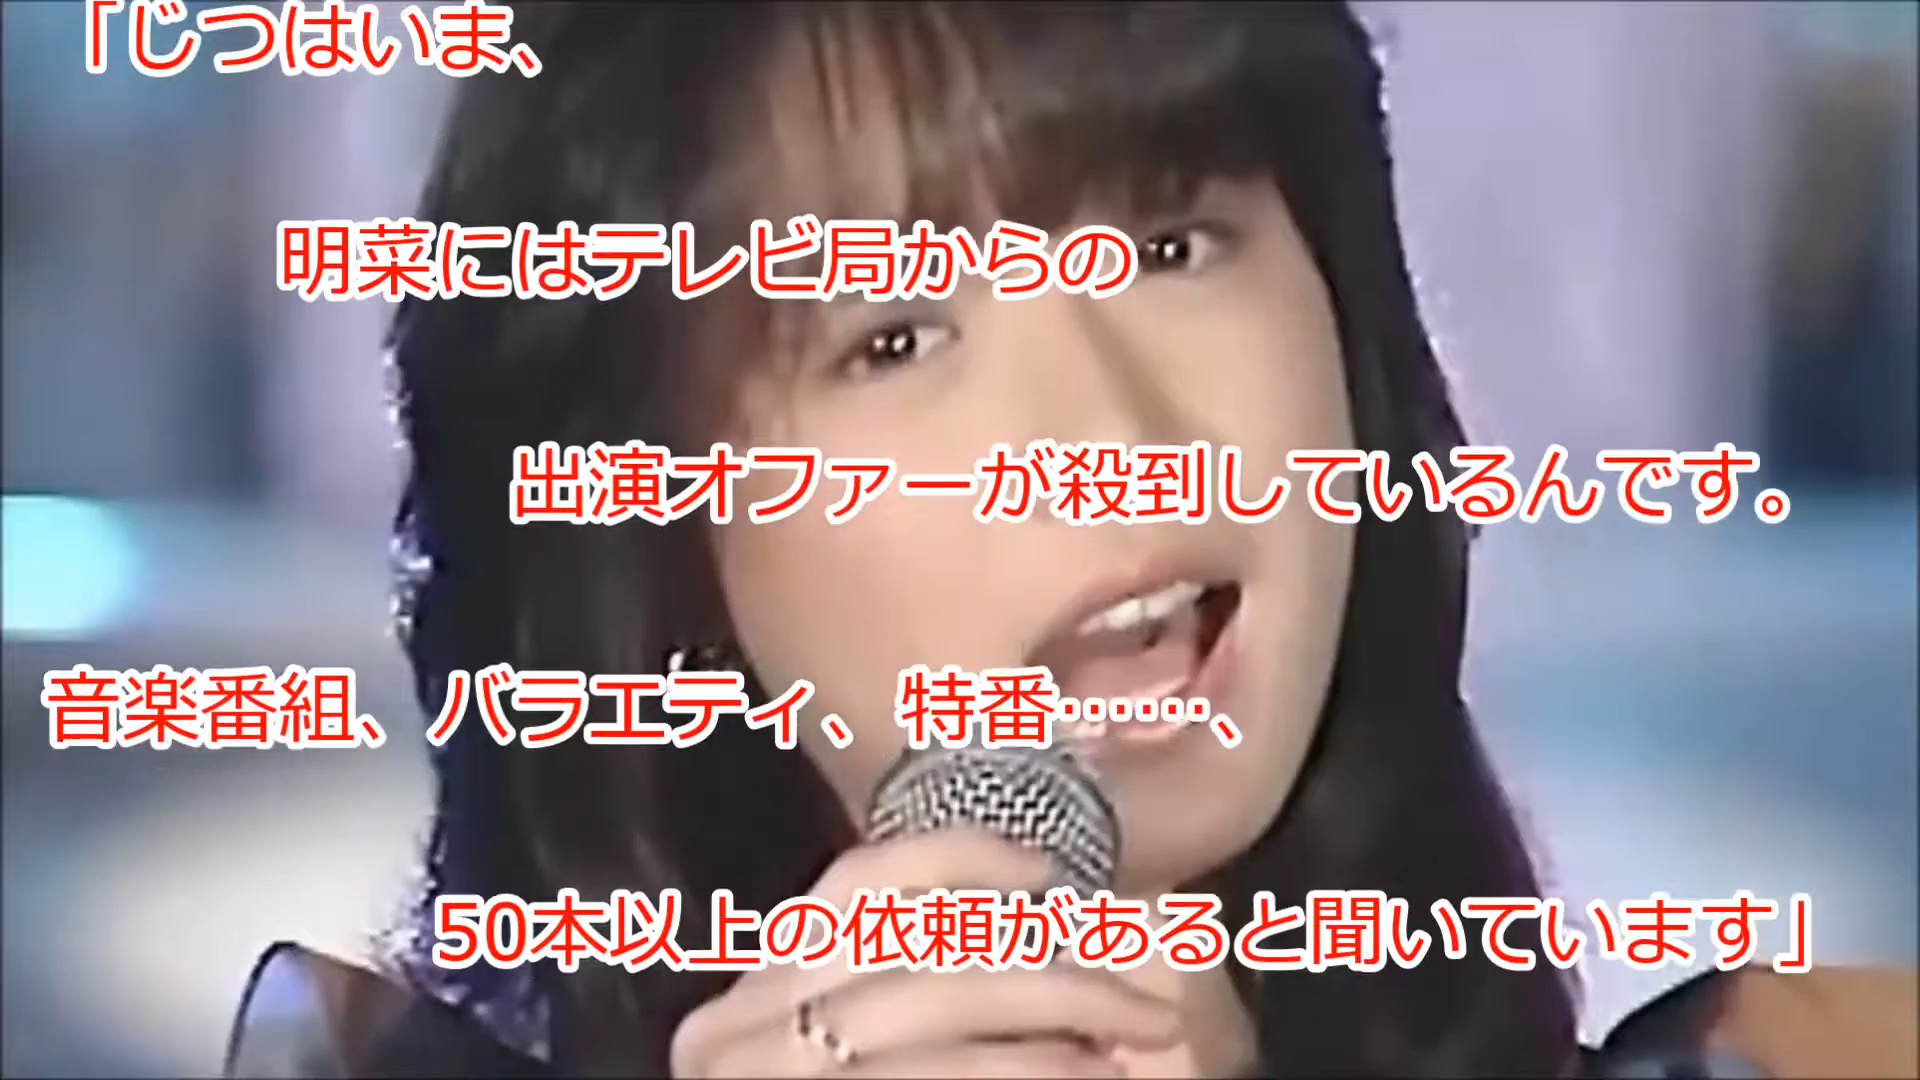 「じつはいま、
明菜にはテレビ局からの
出演オファーが殺到しているんです。
音楽番組、バラエティ、特番……、
50本以上の依頼があると聞いています」